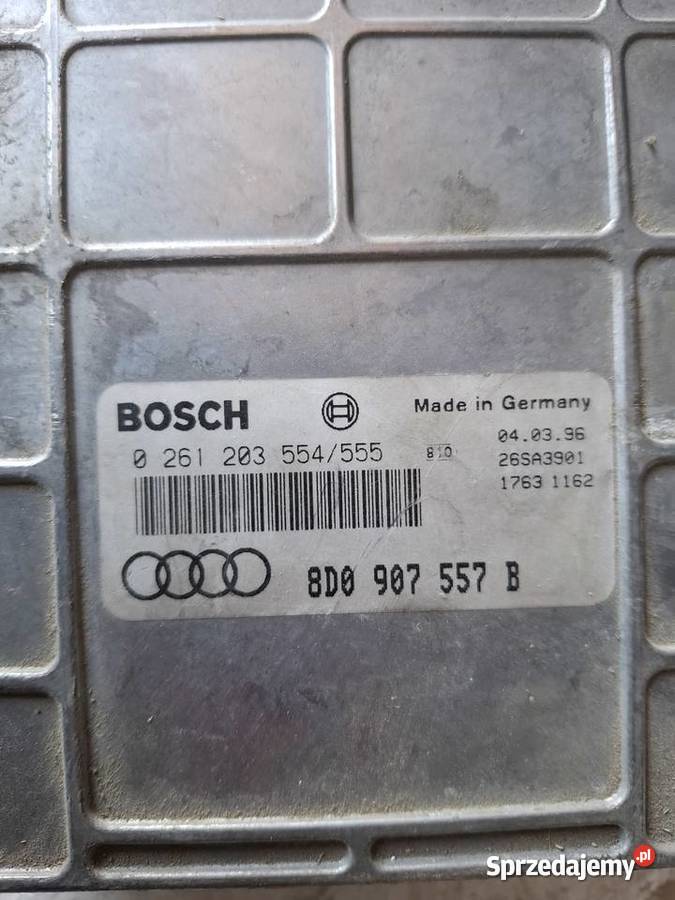 BOSCH
Made in Germany
0 261 203 554/555
810
04.03.96
26SA3901
1763 1162
8D0 907 557 B
Sprzedajemy.pl